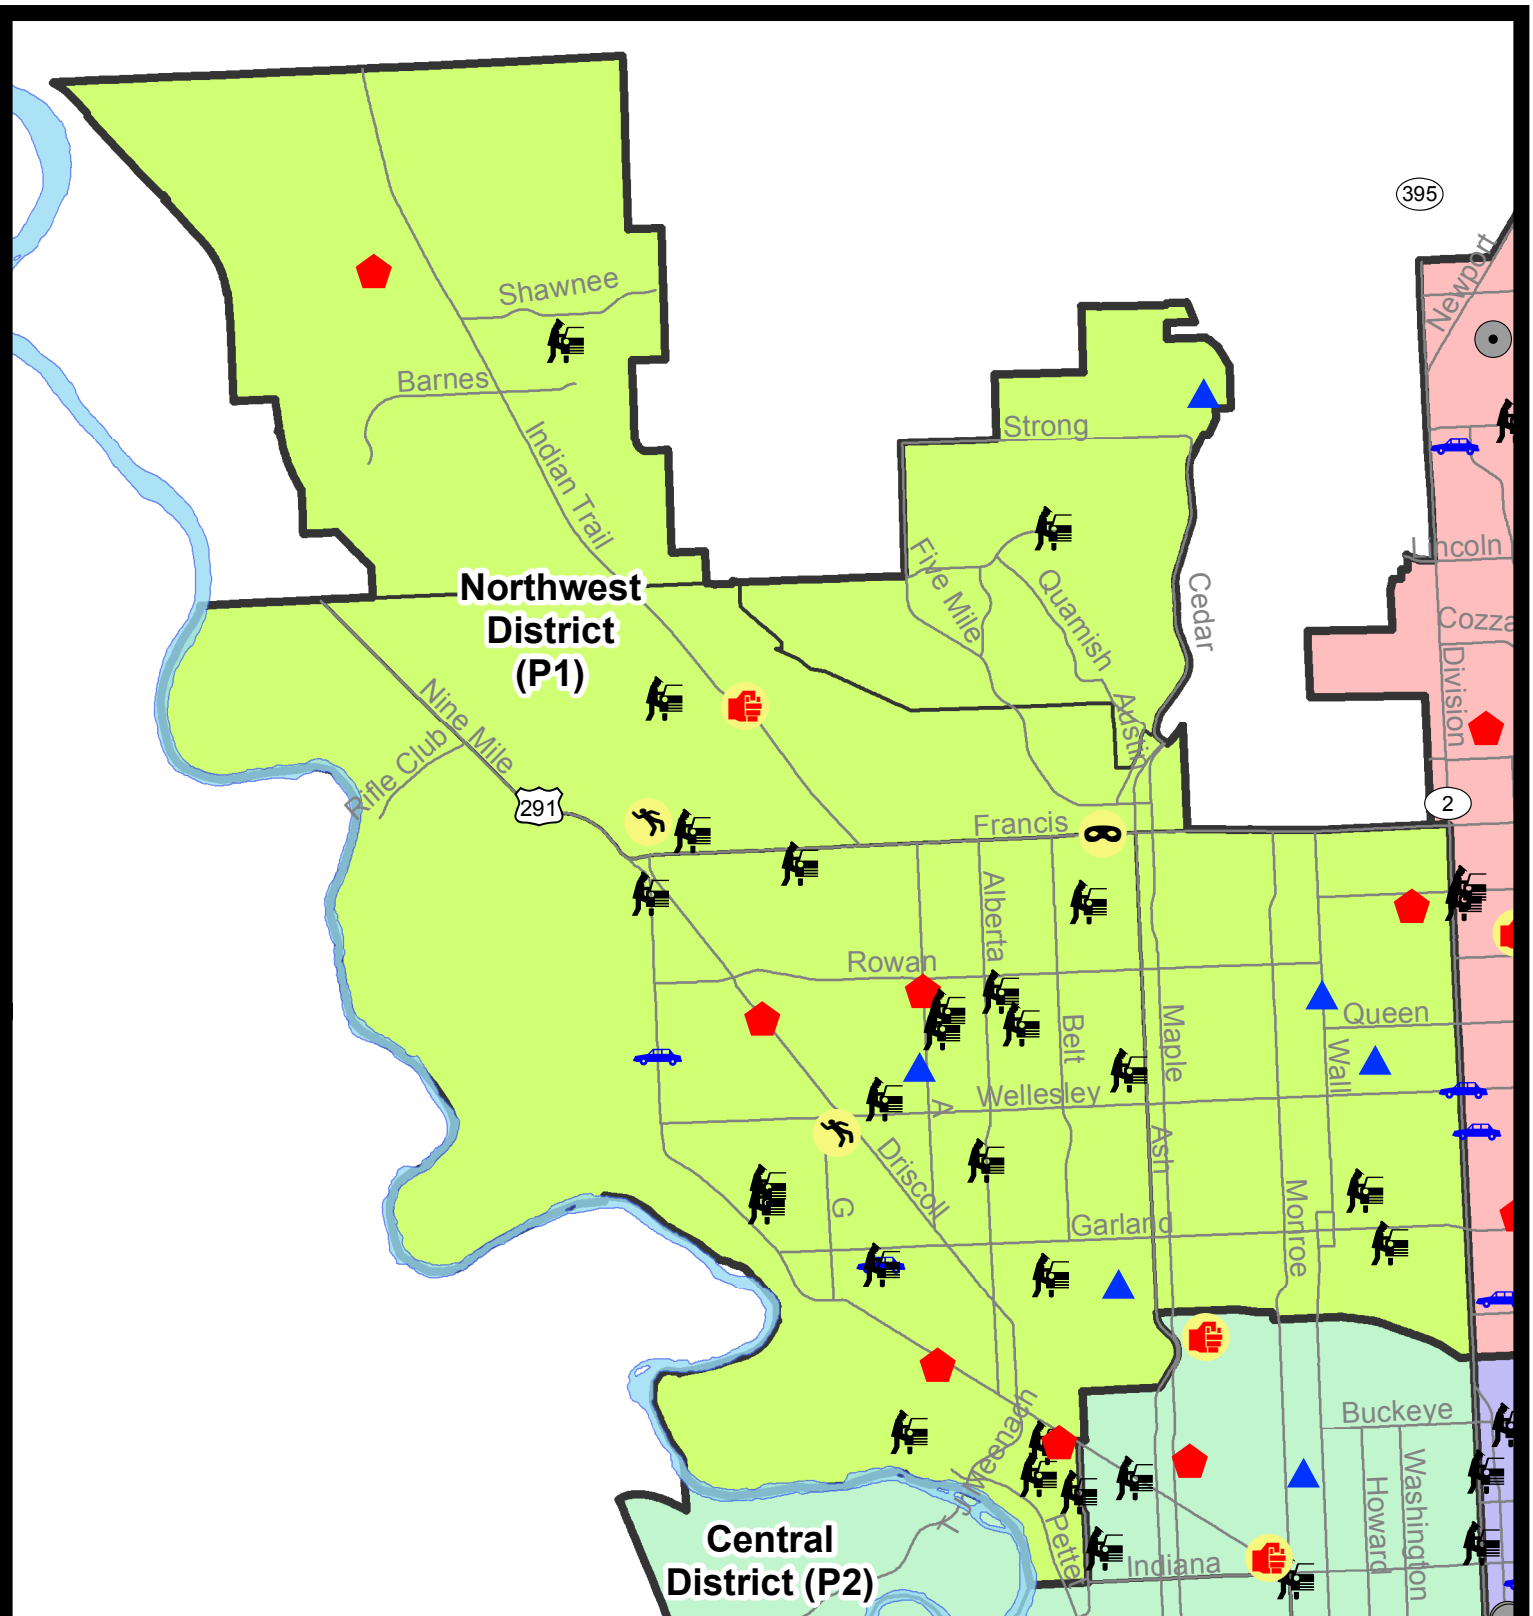 395
Newport
Shawnee
Barnes
Strong
Indian Trail
Five Mile
Quamish
Cedar
Lincoln
Northwest
District
(P1)
Cozza
Division
Nine Mile
Rifle Club
Austin
291
2
Francis
Alberta
Rowan
Queen
Belt
Maple
Wall
Wellesley
A
Ash
Driscoll
G
Garland
Monroe
Buckeye
Howard
Washington
Central
District (P2)
Indiana